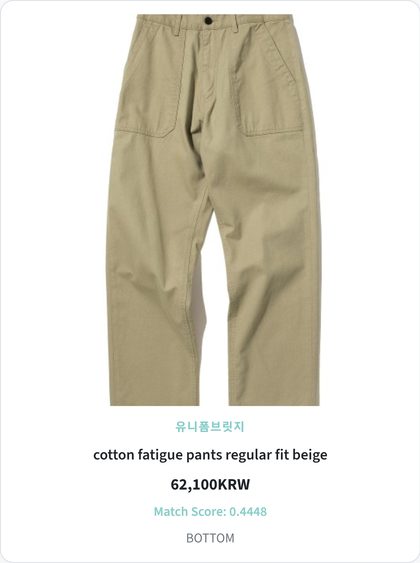 유니폼브릿지
cotton fatigue pants regular fit beige
62,100KRW
Match Score: 0.4448
BOTTOM